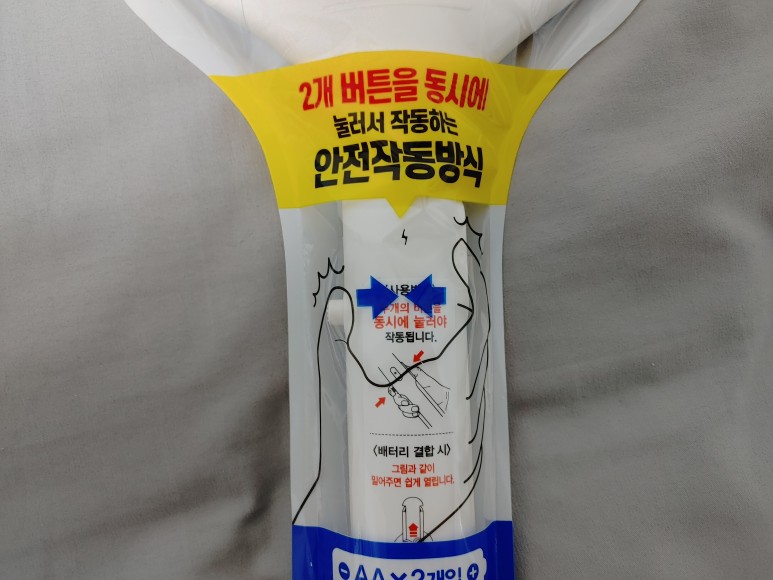 2개 버튼을 동시에
눌러서 작동하는
안전작동방식
동시에 눌러야
작동됩니다.
<배터리 결합 시>
그림과 같이
밀어주면 쉽게 열립니다.
AA×2개입